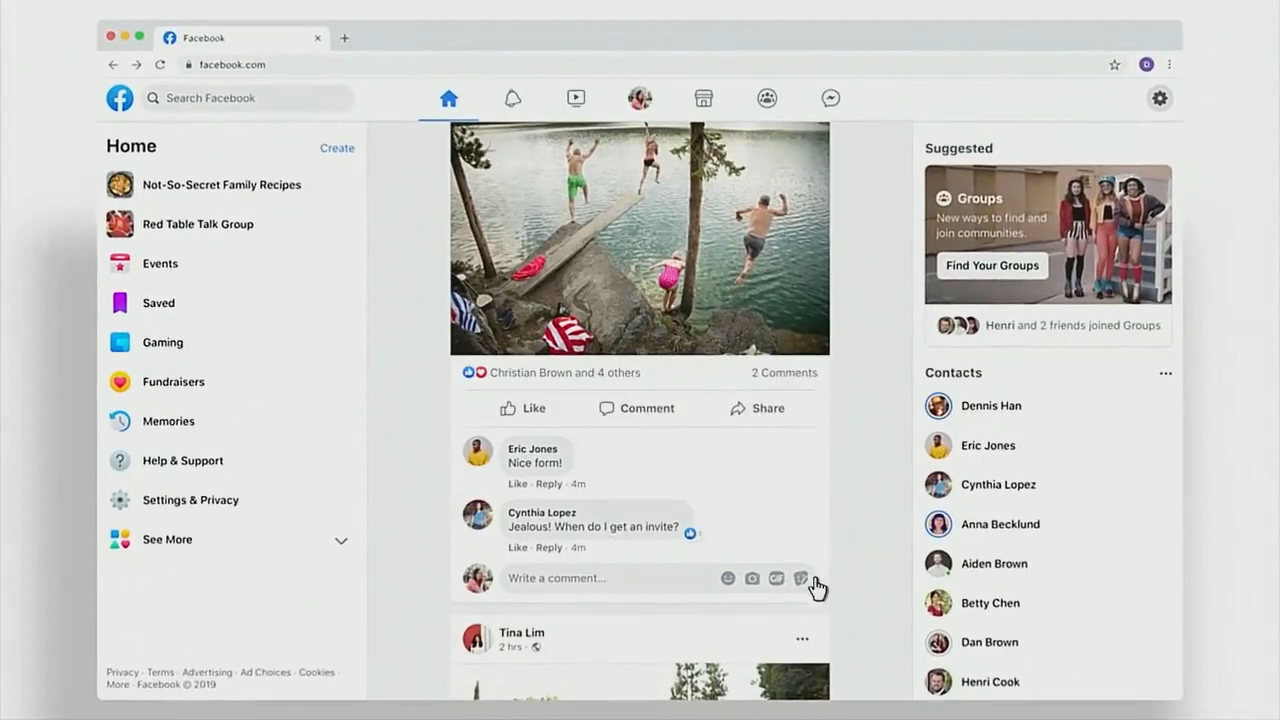 Facebook
facebook.com
D
Search Facebook
Home
Create
Not-So-Secret Family Recipes
Red Table Talk Group
Events
Saved
Gaming
Fundraisers
Memories
Help & Support
Settings & Privacy
See More
Privacy · Terms · Advertising · Ad Choices · Cookies ·
More · Facebook © 2019
Christian Brown and 4 others
2 Comments
Like
Comment
Share
Eric Jones
Nice form!
Like · Reply · 4m
Cynthia Lopez
Jealous! When do I get an invite?
1
Like · Reply · 4m
Write a comment...
GIF
Tina Lim
2 hrs ·
Suggested
Groups
New ways to find and
join communities.
Find Your Groups
Henri and 2 friends joined Groups
Contacts
Dennis Han
Eric Jones
Cynthia Lopez
Anna Becklund
Aiden Brown
Betty Chen
Dan Brown
Henri Cook